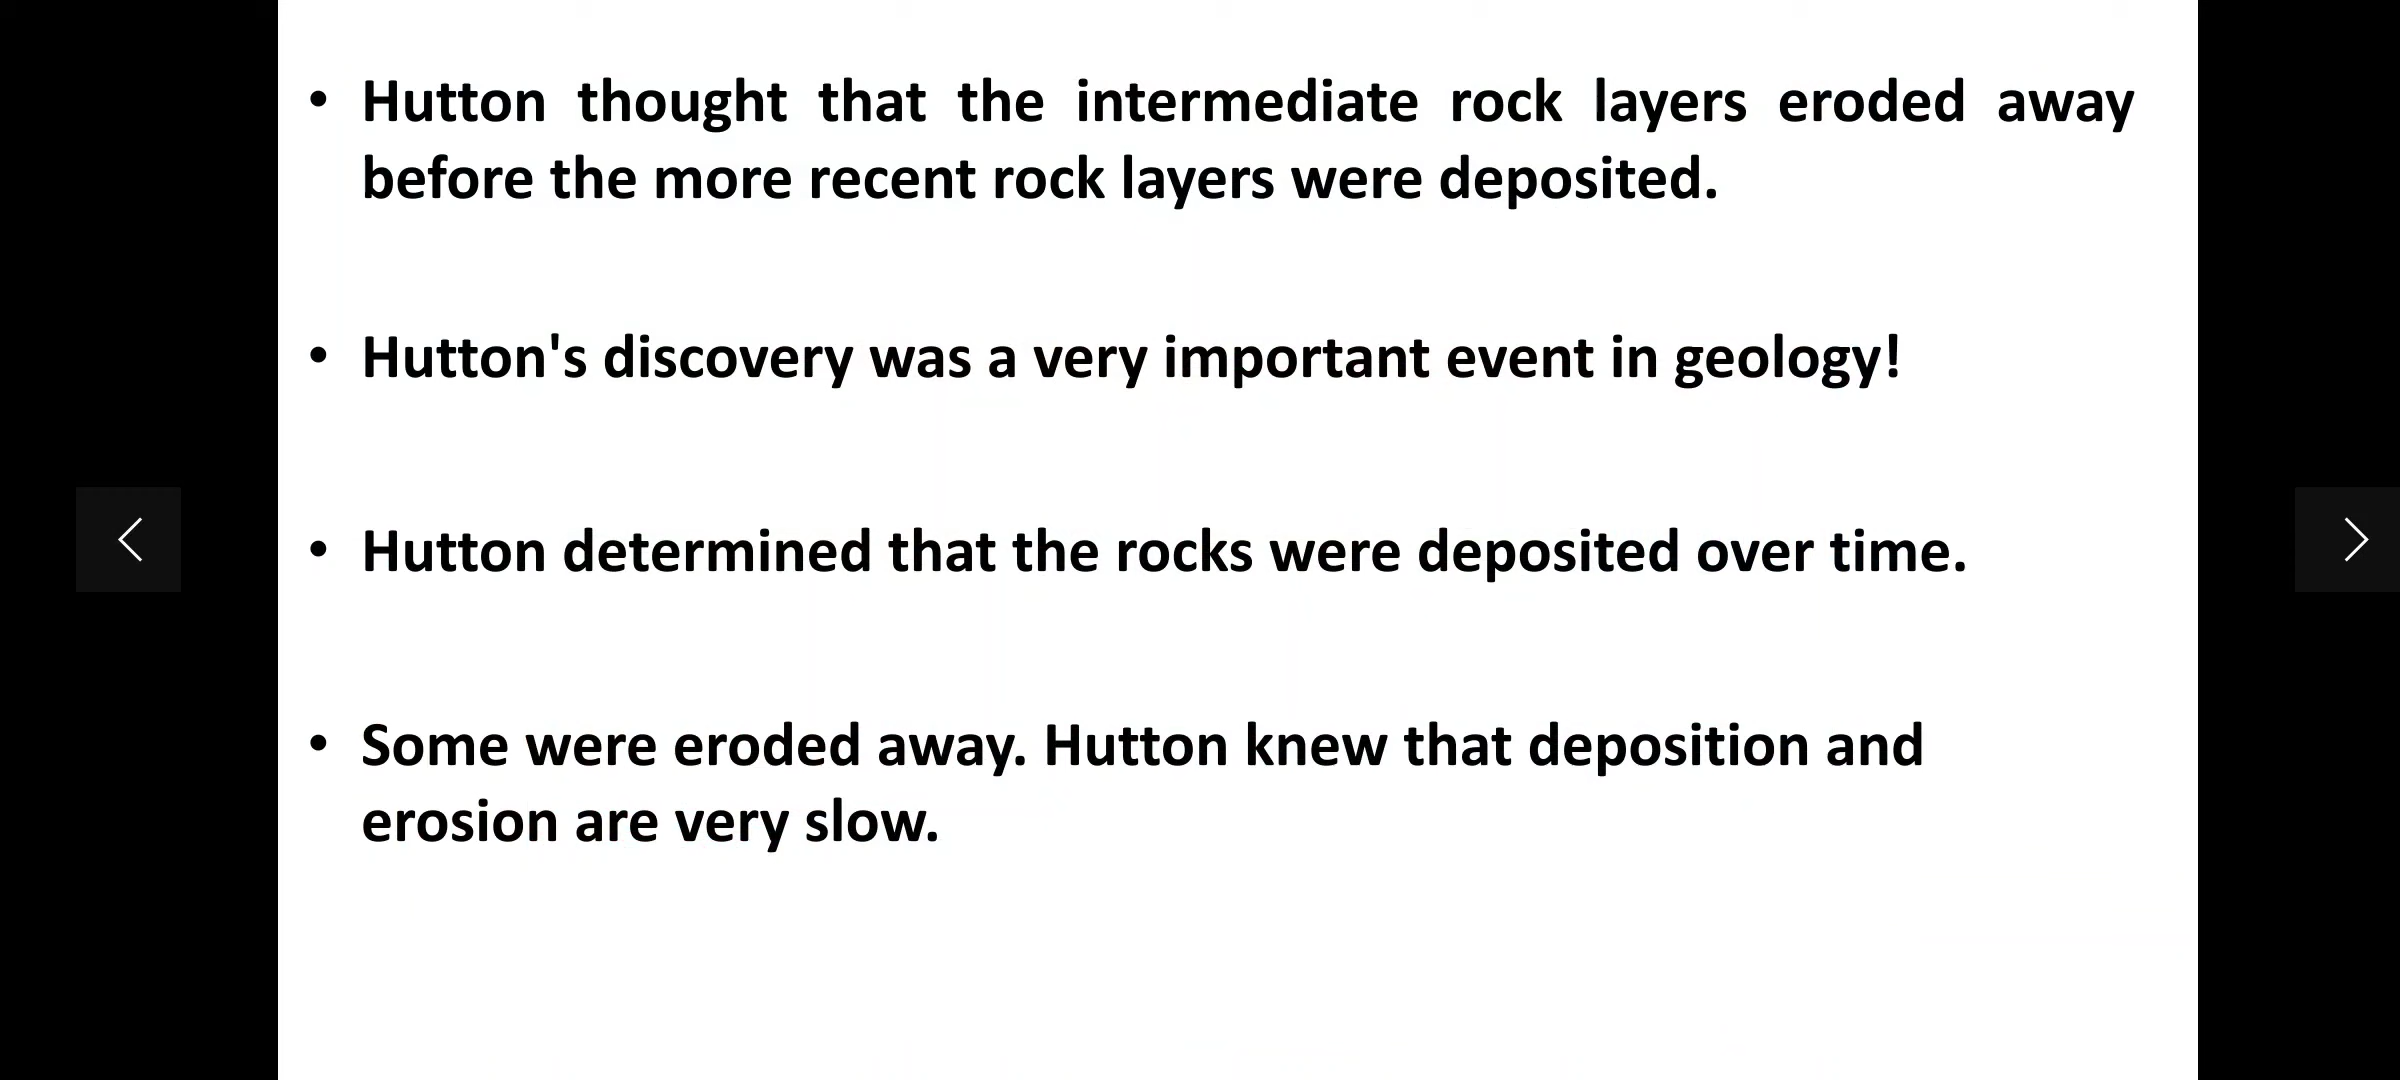 • Hutton thought that the intermediate rock layers eroded away
before the more recent rock layers were deposited.
• Hutton's discovery was a very important event in geology!
• Hutton determined that the rocks were deposited over time.
• Some were eroded away. Hutton knew that deposition and
erosion are very slow.